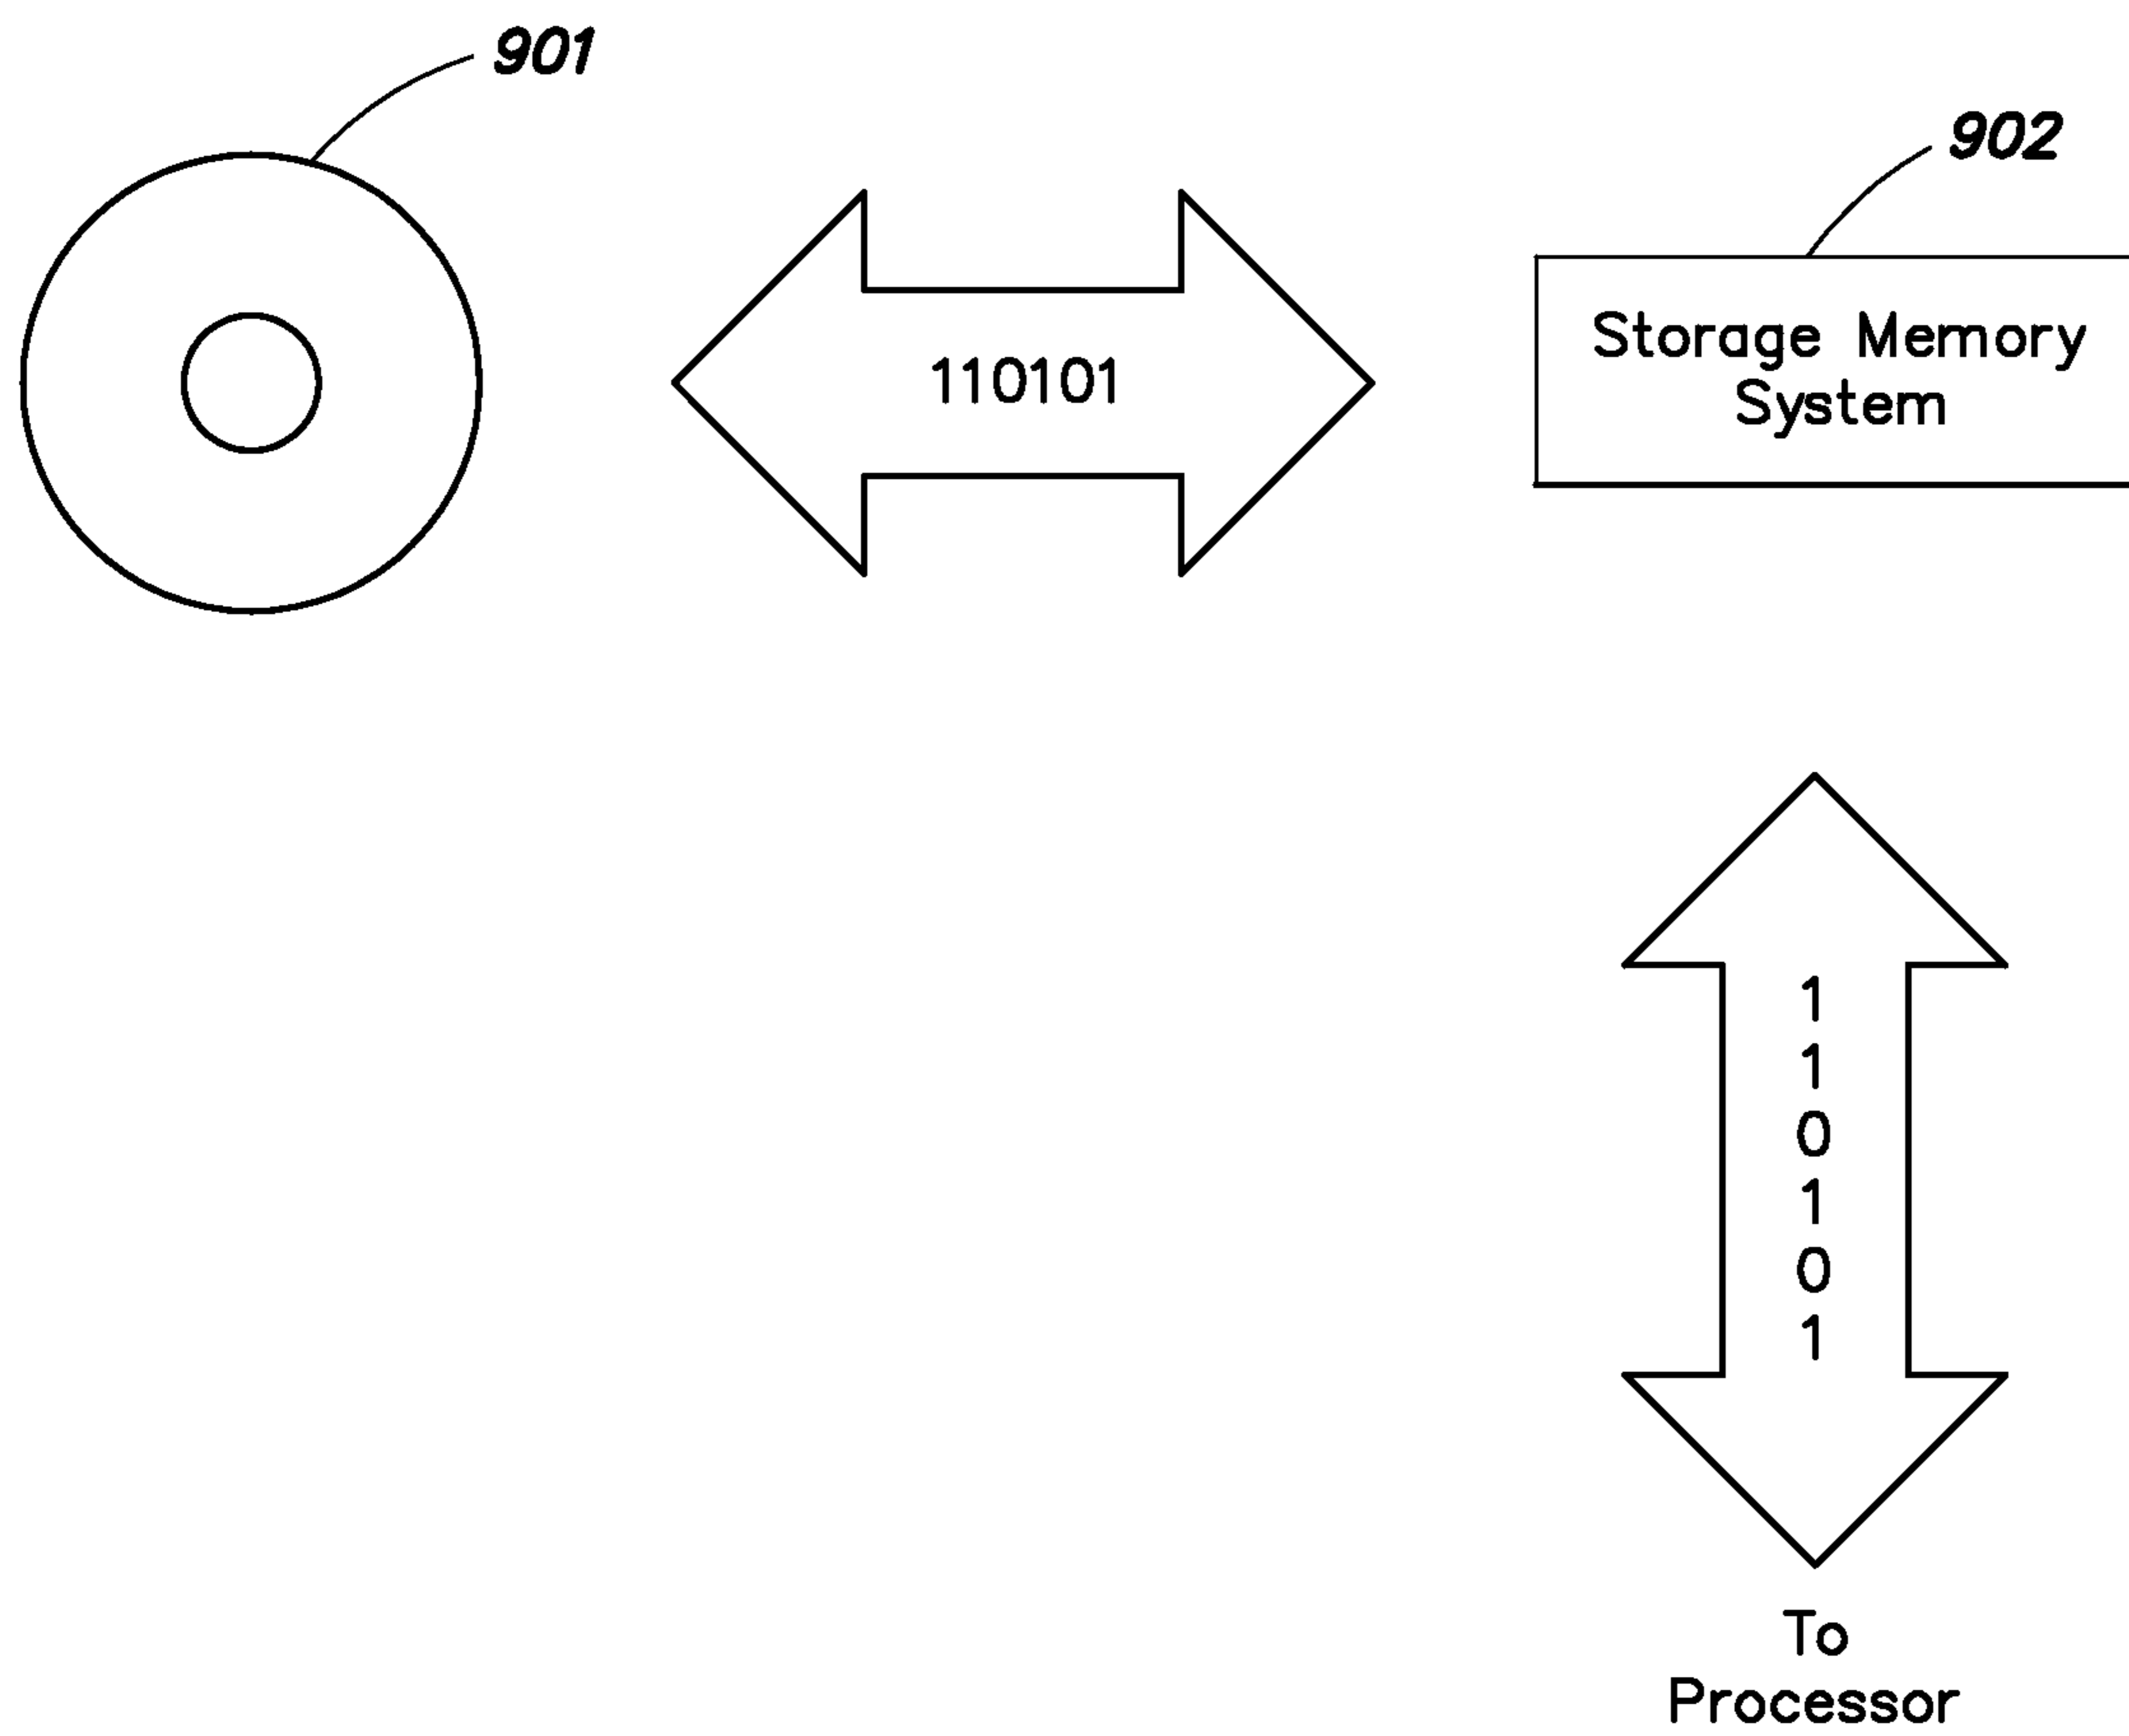 901
902
110101
Storage Memory
System
1
1
0
1
0
1
To
Processor